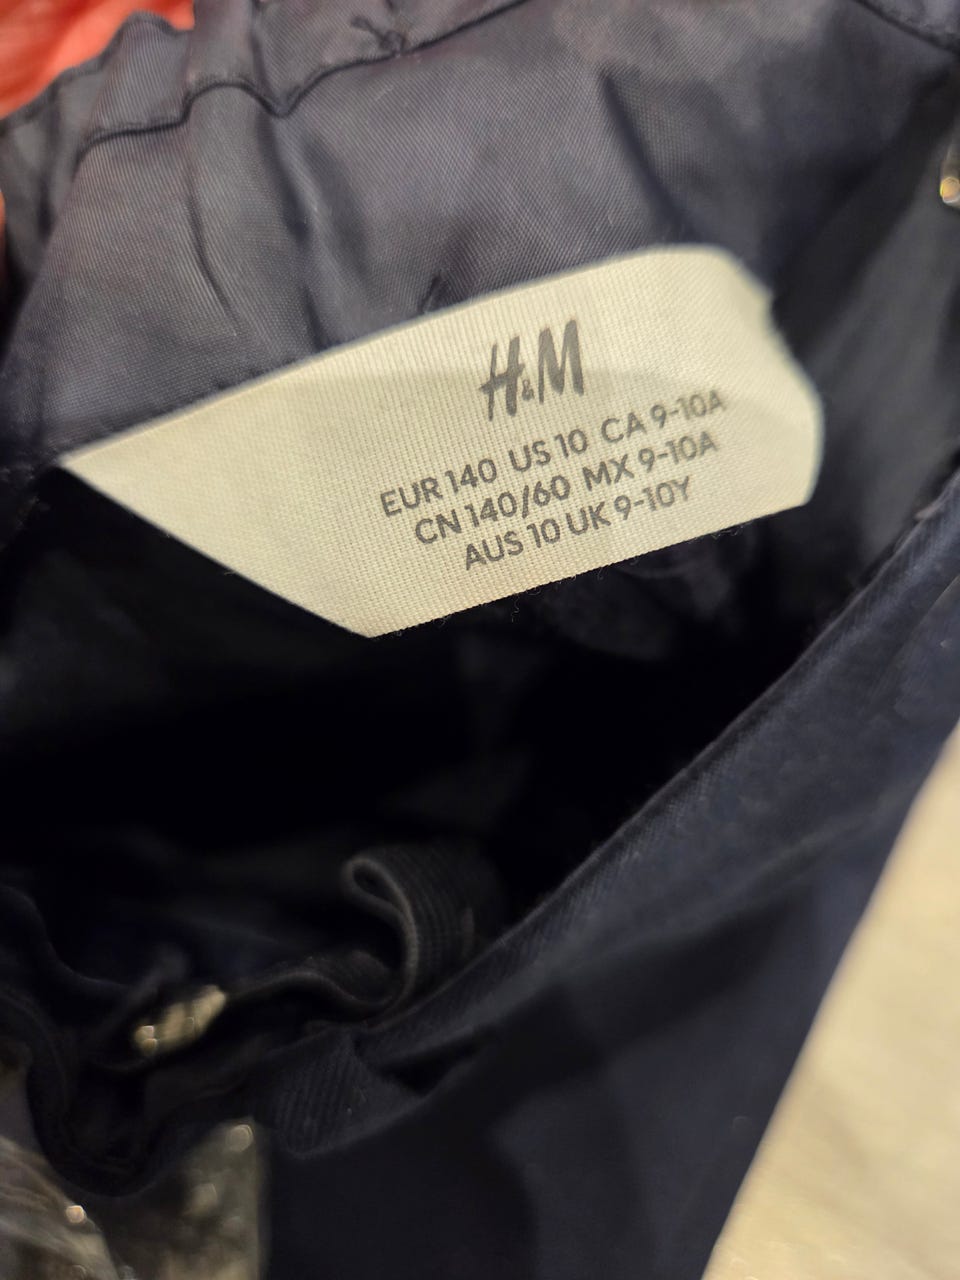 H&M
EUR 140 US 10 CA 9-10A
CN 140/60 MX 9-10A
AUS 10 UK 9-10Y